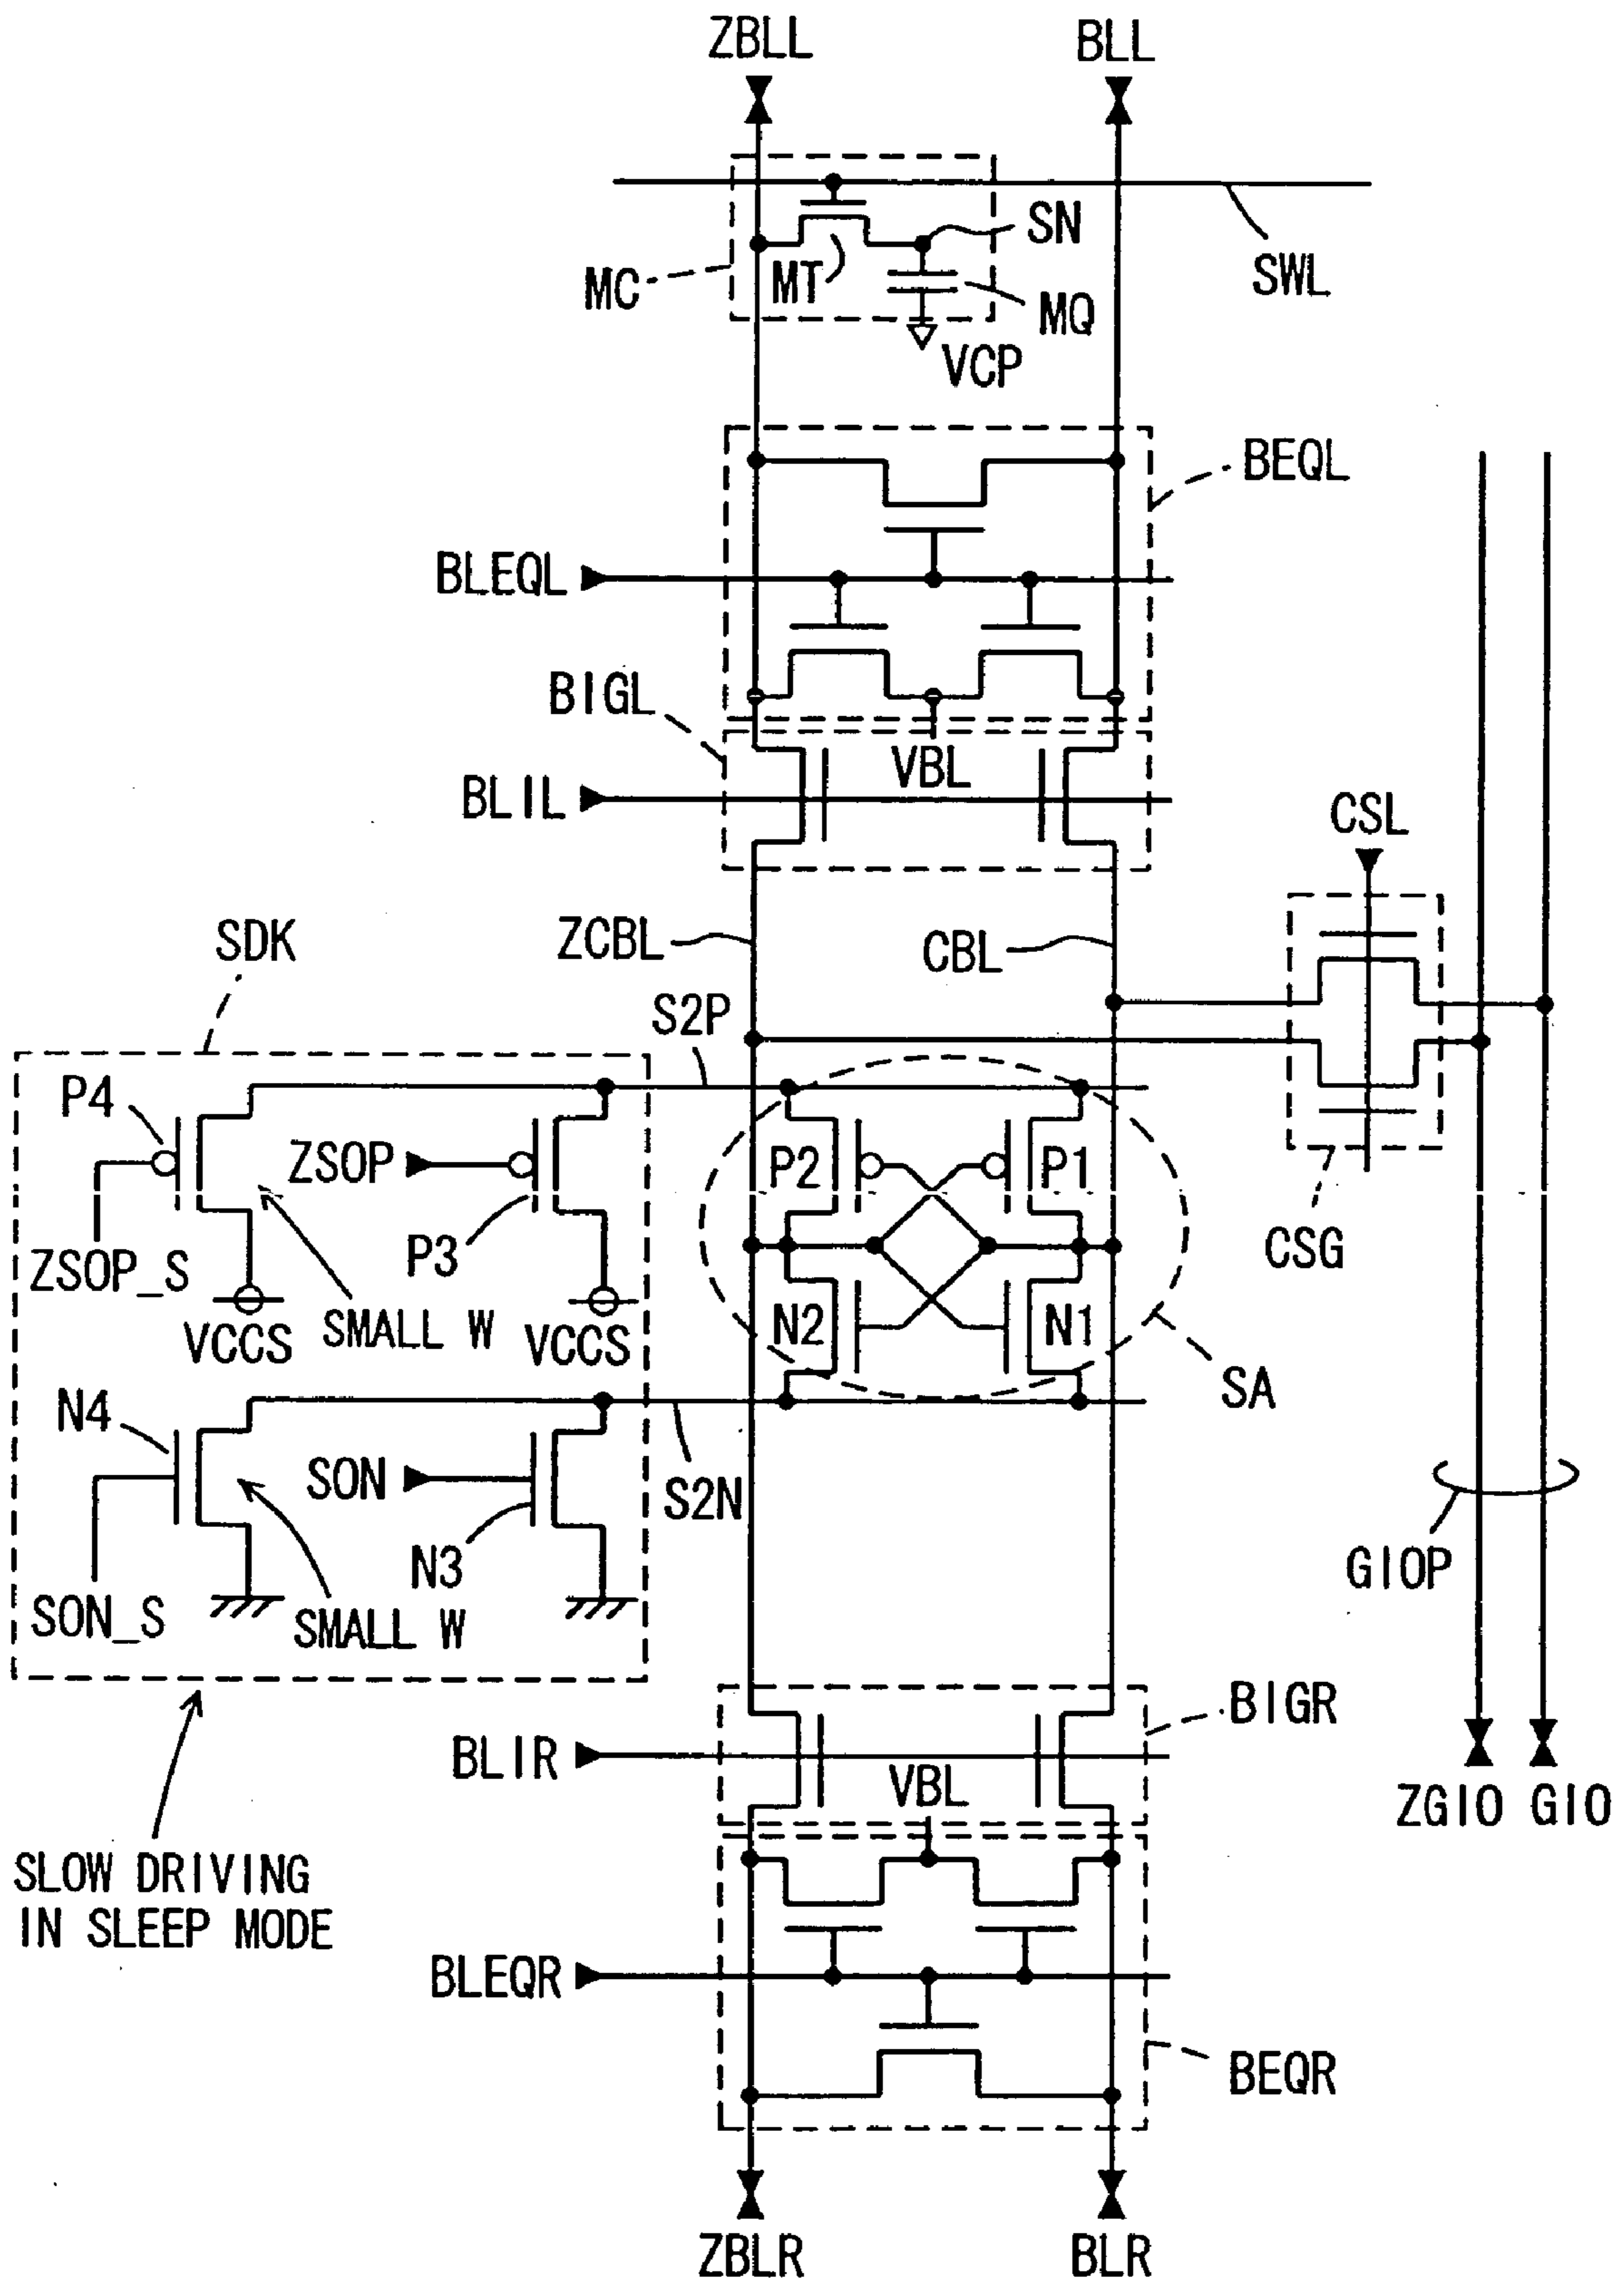 ZBLL
BLL
SN
MT
MC
MQ
SWL
VCP
BEQL
BLEQL
BIGL
VBL
BLIL
CSL
SDK
ZCBL
CBL
S2P
P4
ZSOP
P2
P1
P3
ZSOP_S
CSG
VCCS
SMALL W
VCCS
N2
N1
SA
N4
SON
S2N
N3
GIOP
SON_S
SMALL W
BIGR
BLIR
VBL
ZGIO
GIO
SLOW DRIVING
IN SLEEP MODE
BLEQR
BEQR
ZBLR
BLR